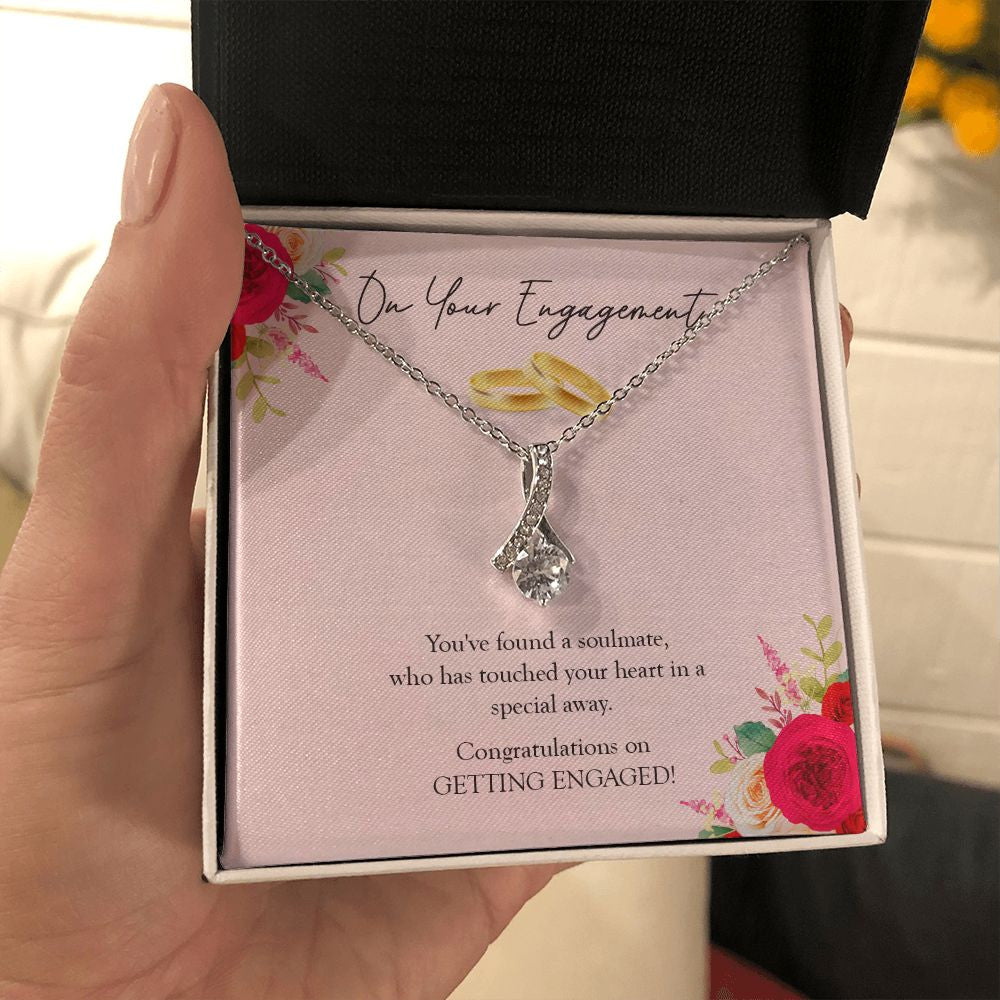 On Your Engagement
You've found a soulmate,
who has touched your heart in a
special away.
Congratulations on
GETTING ENGAGED!